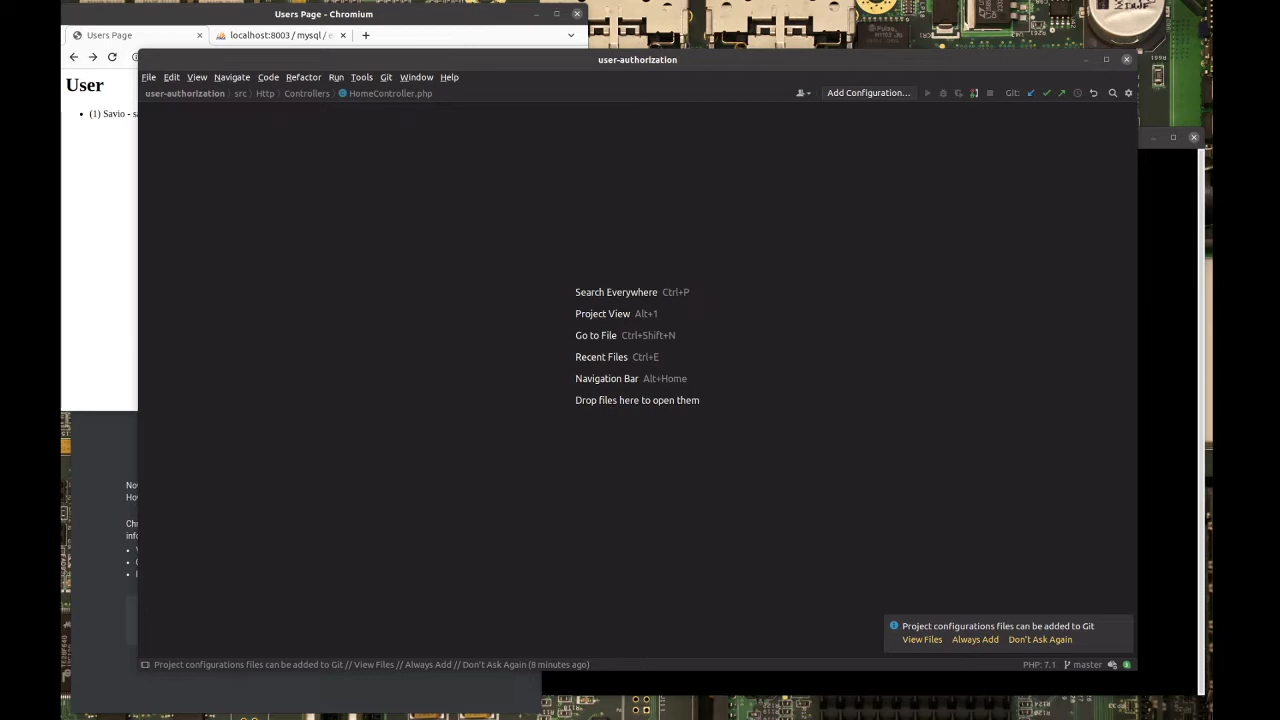 Users Page - Chromium
Users Page
localhost:8003 / mysql / e
User
(1) Savio - s
user-authorization
File Edit View Navigate Code Refactor Run Tools Git Window Help
user-authorization src Http Controllers HomeController.php
Add Configuration...
Git:
Search Everywhere Ctrl+P
Project View Alt+1
Go to File Ctrl+Shift+N
Recent Files Ctrl+E
Navigation Bar Alt+Home
Drop files here to open them
No
Ho
Chr
info
Project configurations files can be added to Git
View Files Always Add Don't Ask Again
Project configurations files can be added to Git // View Files // Always Add // Don't Ask Again (8 minutes ago)
PHP: 7.1 master